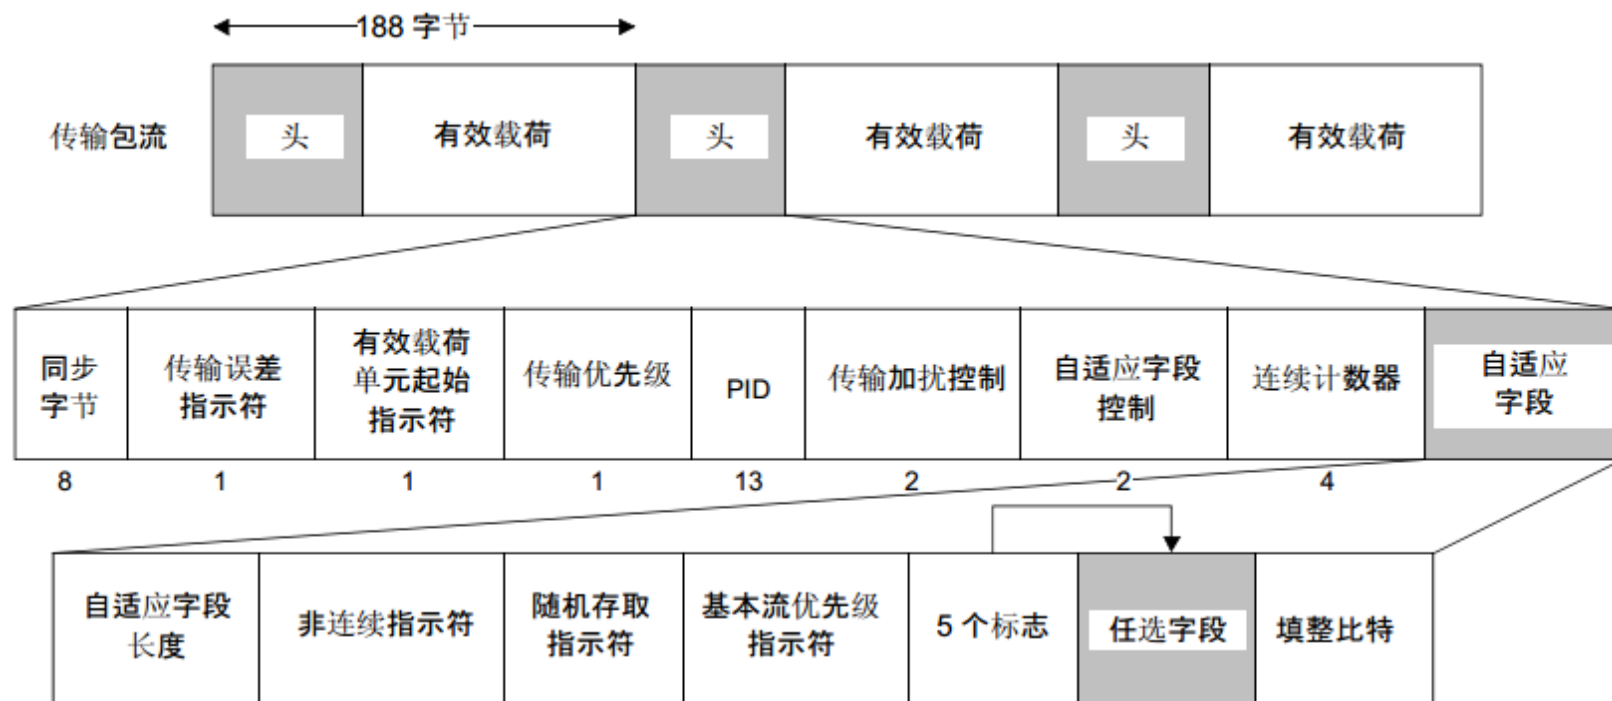 188 字节
传输包流
头
有效载荷
头
有效载荷
头
有效载荷
同步
字节
传输误差
指示符
有效载荷
单元起始
指示符
传输优先级
PID
传输加扰控制
自适应字段
控制
连续计数器
自适应
字段
8
1
1
1
13
2
2
4
自适应字段
长度
非连续指示符
随机存取
指示符
基本流优先级
指示符
5 个标志
任选字段
填整比特